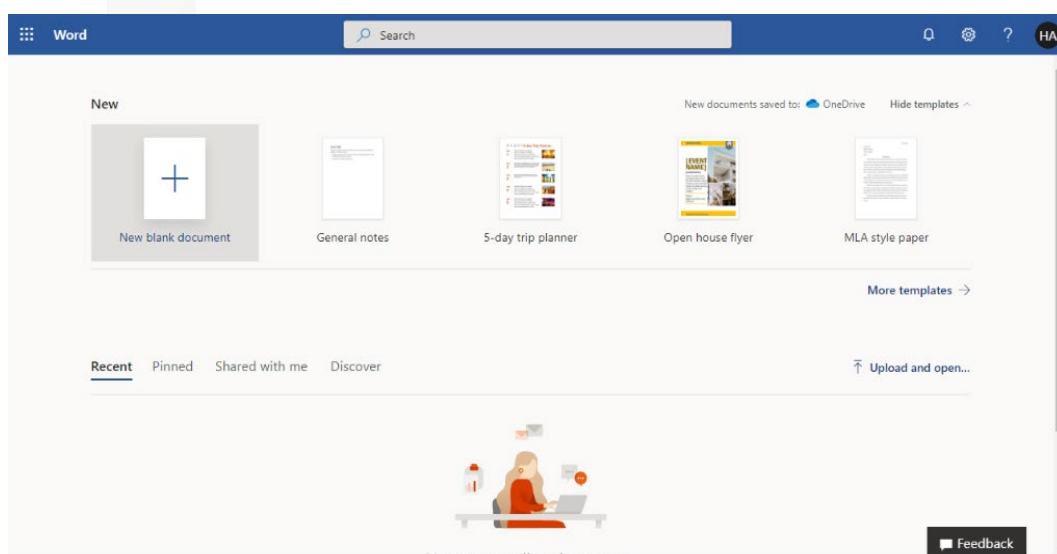 Word
Search
HA
New
New documents saved to: OneDrive Hide templates
[EVENT NAME]
New blank document
General notes
5-day trip planner
Open house flyer
MLA style paper
More templates →
Recent Pinned Shared with me Discover
Upload and open...
Feedback